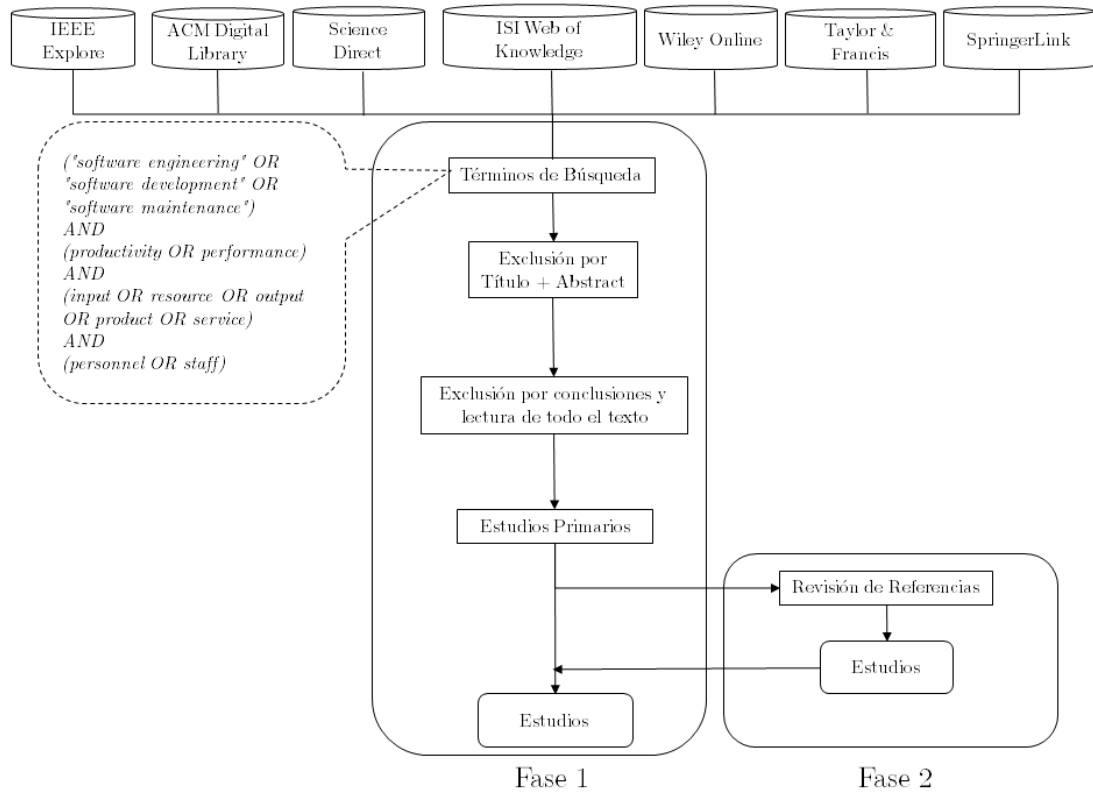 IEEE
Explore
ACM Digital
Library
Science
Direct
ISI Web of
Knowledge
Wiley Online
Taylor &
Francis
SpringerLink
("software engineering" OR
"software development" OR
"software maintenance")
AND
(productivity OR performance)
AND
(input OR resource OR output
OR product OR service)
AND
(personnel OR staff)
Términos de Búsqueda
Exclusión por
Título + Abstract
Exclusión por conclusiones y
lectura de todo el texto
Estudios Primarios
Revisión de Referencias
Estudios
Estudios
Fase 1
Fase 2